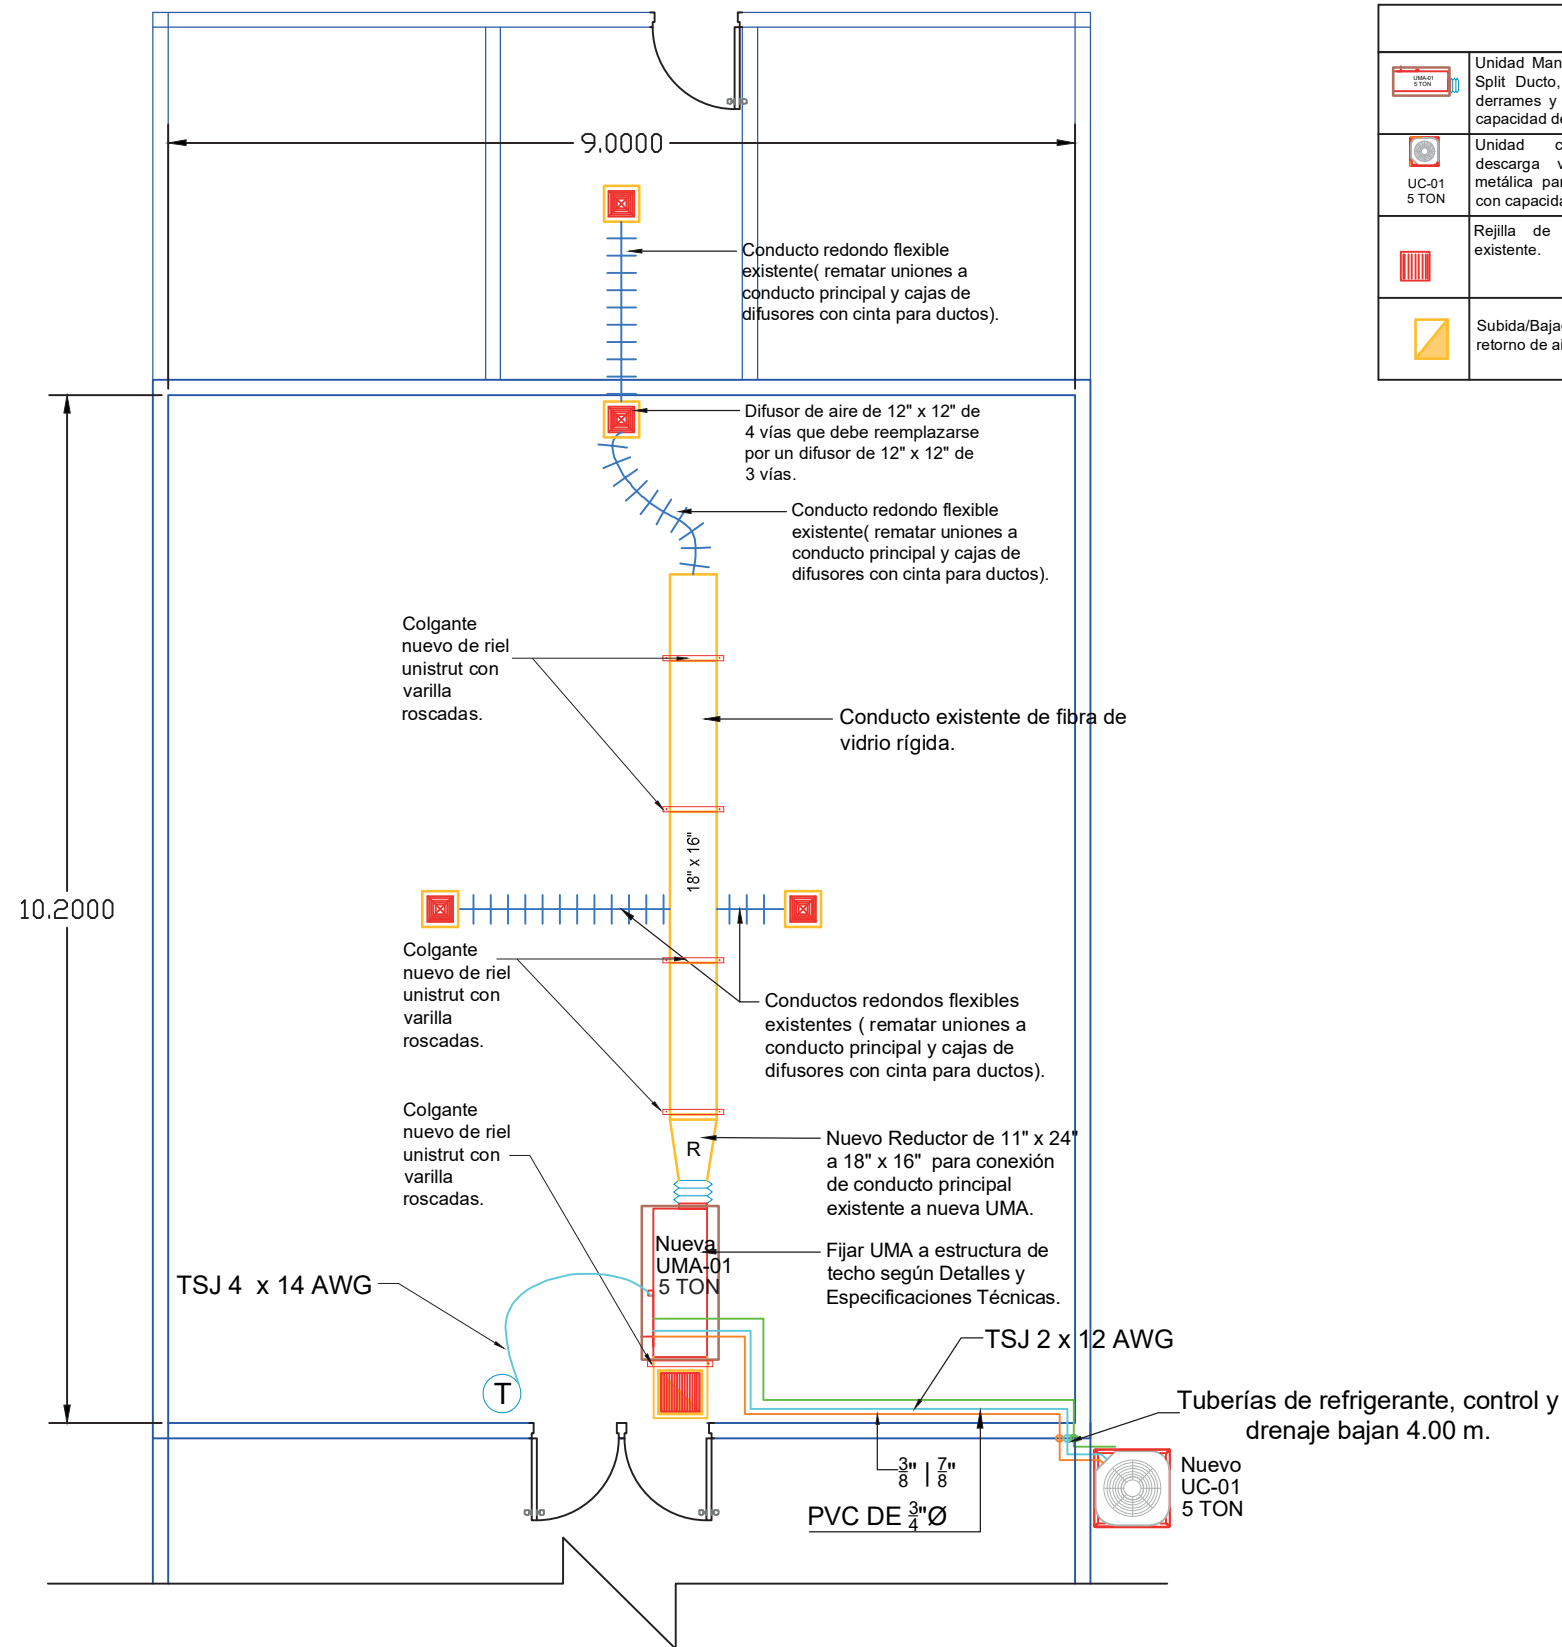 9.0000
Conducto redondo flexible
existente( rematar uniones a
conducto principal y cajas de
difusores con cinta para ductos).
Difusor de aire de 12" x 12" de
4 vías que debe reemplazarse
por un difusor de 12" x 12" de
3 vías.
Conducto redondo flexible
existente( rematar uniones a
conducto principal y cajas de
difusores con cinta para ductos).
Colgante
nuevo de riel
unistrut con
varilla
roscadas.
Conducto existente de fibra de
vidrio rígida.
18" x 16"
10.2000
Colgante
nuevo de riel
unistrut con
varilla
roscadas.
Conductos redondos flexibles
existentes ( rematar uniones a
conducto principal y cajas de
difusores con cinta para ductos).
Colgante
nuevo de riel
unistrut con
varilla
roscadas.
R
Nuevo Reductor de 11" x 24"
a 18" x 16" para conexión
de conducto principal
existente a nueva UMA.
Nueva
UMA-01
5 TON
Fijar UMA a estructura de
techo según Detalles y
Especificaciones Técnicas.
TSJ 4 x 14 AWG
T
TSJ 2 x 12 AWG
Tuberías de refrigerante, control y
drenaje bajan 4.00 m.
3/8" | 7/8"
PVC DE 3/4"Ø
Nuevo
UC-01
5 TON
UMA-01
5 TON
Unidad Man
Split Ducto,
derrames y
capacidad de
UC-01
5 TON
Unidad c
descarga v
metálica par
con capacida
Rejilla de
existente.
Subida/Baja
retorno de ai